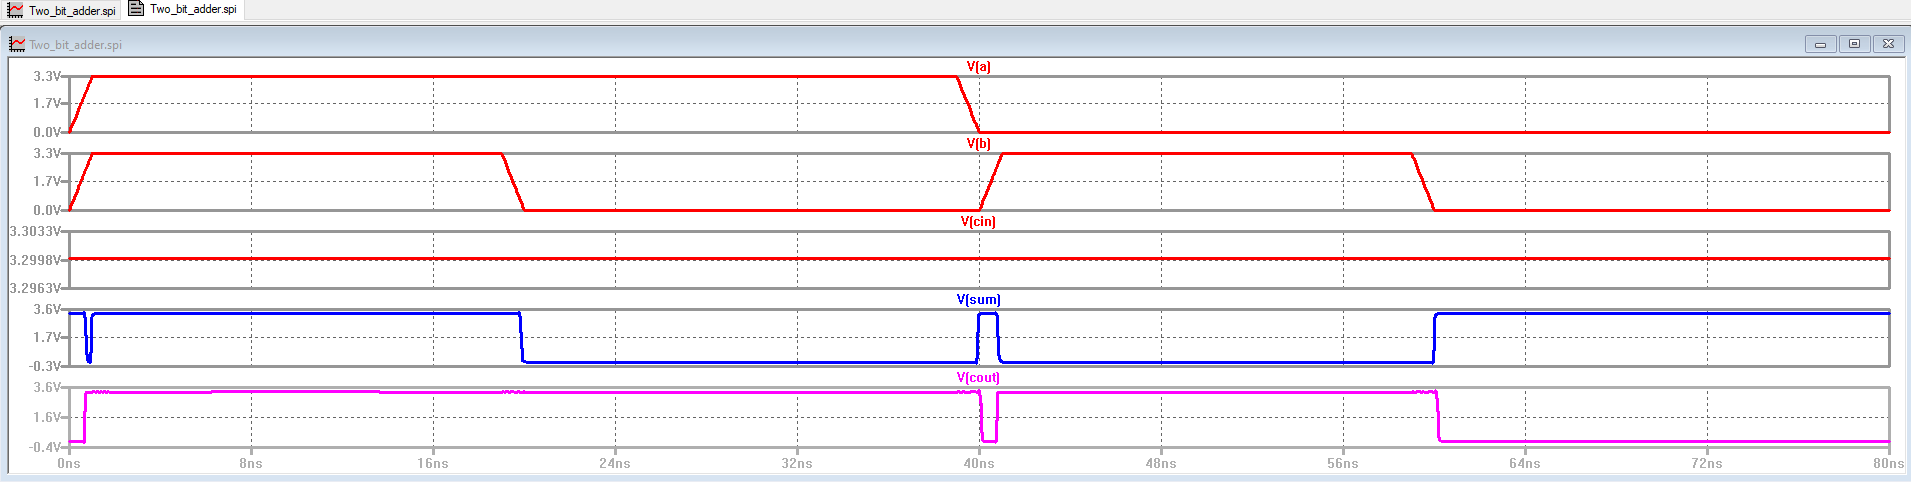 Two_bit_adder.spi Two_bit_adder.spi
Two_bit_adder.spi
V(a)
3.3V
1.7V
0.0V
V(b)
3.3V
1.7V
0.0V
V(cin)
3.3033V
3.2998V
3.2963V
V(sum)
3.6V
1.7V
-0.3V
V(cout)
3.6V
1.6V
-0.4V
0ns 8ns 16ns 24ns 32ns 40ns 48ns 56ns 64ns 72ns 80ns